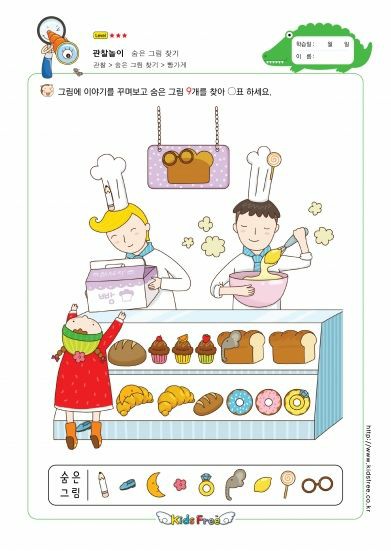 Level ★★★
관찰놀이 숨은 그림 찾기
관찰 > 숨은 그림 찾기 > 빵가게
학습일 : 월 일
이 름 :
그림에 이야기를 꾸며보고 숨은 그림 9개를 찾아 ○표 하세요.
빵
숨은
그림
Kids Free
http://www.kidsfree.co.kr